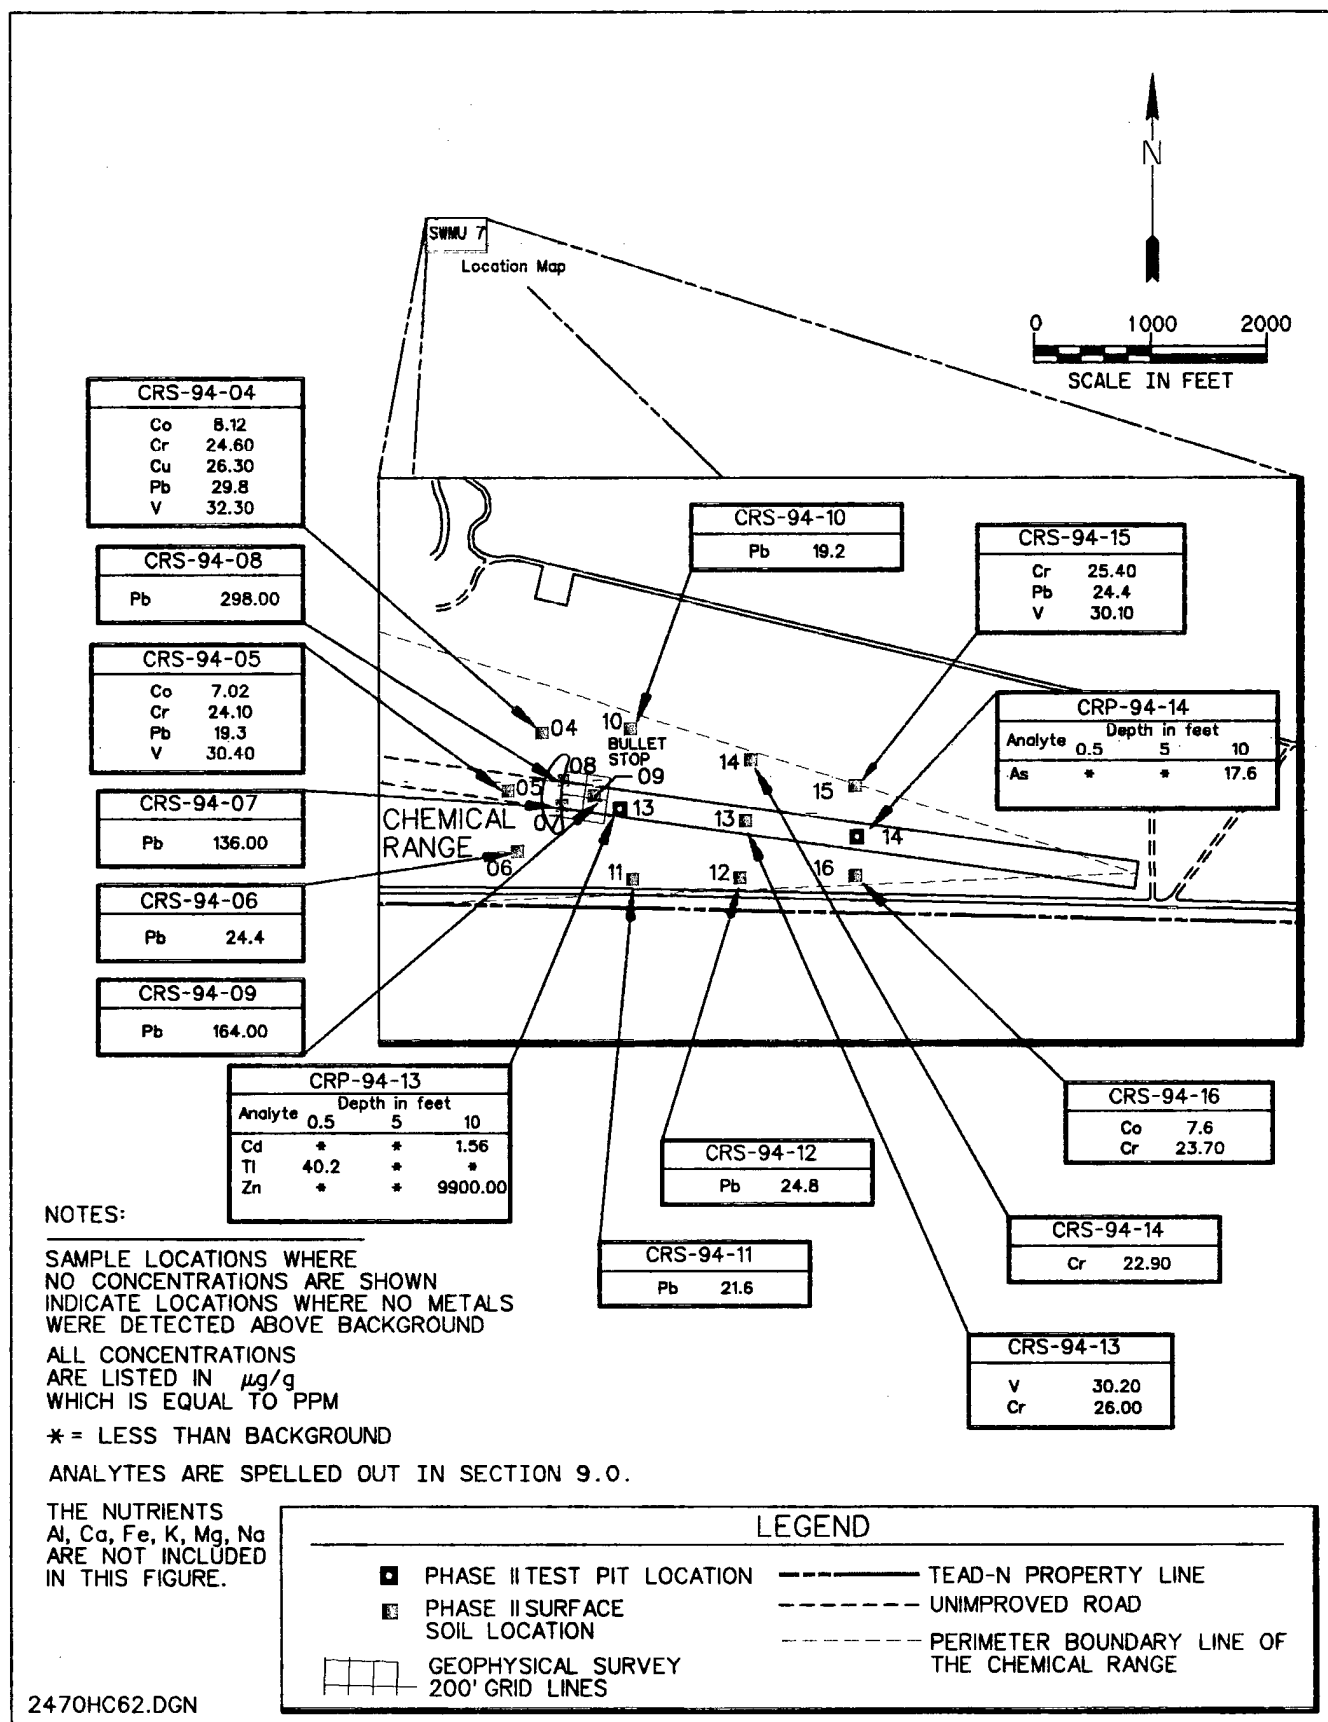 N
SWMU 7
Location Map
0 1000 2000
SCALE IN FEET
CRS-94-04
Co 8.12
Cr 24.60
Cu 26.30
Pb 29.8
V 32.30
CRS-94-08
Pb 298.00
CRS-94-05
Co 7.02
Cr 24.10
Pb 19.3
V 30.40
CRS-94-07
Pb 136.00
CRS-94-06
Pb 24.4
CRS-94-09
Pb 164.00
CRS-94-10
Pb 19.2
CRS-94-15
Cr 25.40
Pb 24.4
V 30.10
CRP-94-14
Analyte Depth in feet
0.5 5 10
As * * 17.6
04
10
BULLET
STOP
08
09
05
07
13
14
15
13
14
CHEMICAL
RANGE
06
11
12
16
CRP-94-13
Analyte Depth in feet
0.5 5 10
Cd * * 1.56
Tl 40.2 * *
Zn * * 9900.00
CRS-94-12
Pb 24.8
CRS-94-11
Pb 21.6
CRS-94-16
Co 7.6
Cr 23.70
CRS-94-14
Cr 22.90
CRS-94-13
V 30.20
Cr 26.00
NOTES:
SAMPLE LOCATIONS WHERE
NO CONCENTRATIONS ARE SHOWN
INDICATE LOCATIONS WHERE NO METALS
WERE DETECTED ABOVE BACKGROUND
ALL CONCENTRATIONS
ARE LISTED IN µg/g
WHICH IS EQUAL TO PPM
* = LESS THAN BACKGROUND
ANALYTES ARE SPELLED OUT IN SECTION 9.0.
THE NUTRIENTS
Al, Ca, Fe, K, Mg, Na
ARE NOT INCLUDED
IN THIS FIGURE.
LEGEND
PHASE II TEST PIT LOCATION
PHASE II SURFACE
SOIL LOCATION
GEOPHYSICAL SURVEY
200' GRID LINES
TEAD-N PROPERTY LINE
UNIMPROVED ROAD
PERIMETER BOUNDARY LINE OF
THE CHEMICAL RANGE
2470HC62.DGN